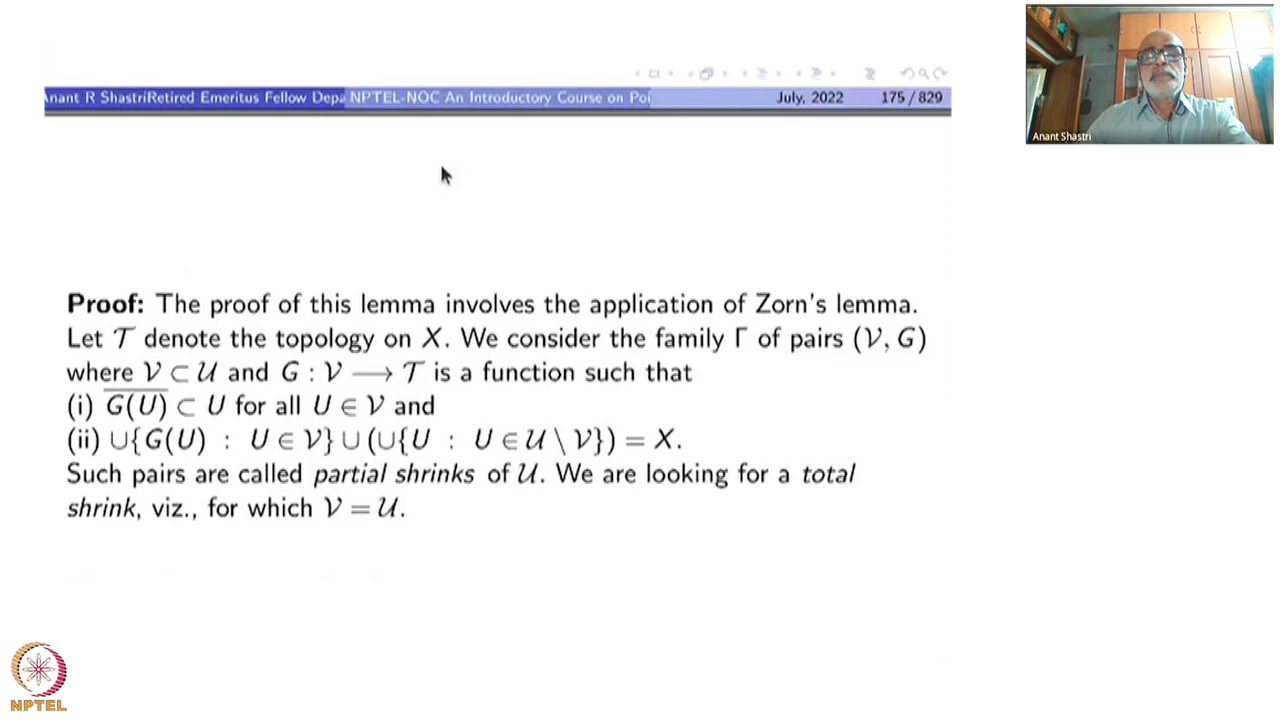 Anant R ShastriRetired Emeritus Fellow Depa NPTEL-NOC An Introductory Course on Poi July, 2022 175 / 829
Anant Shastri
Proof: The proof of this lemma involves the application of Zorn's lemma.
Let 𝒯 denote the topology on X. We consider the family Γ of pairs (𝒱, G)
where 𝒱 ⊂ 𝒰 and G : 𝒱 ⟶ 𝒯 is a function such that
(i) \overline{G(U)} ⊂ U for all U ∈ 𝒱 and
(ii) ∪{G(U) : U ∈ 𝒱} ∪ (∪{U : U ∈ 𝒰 \ 𝒱}) = X.
Such pairs are called partial shrinks of 𝒰. We are looking for a total
shrink, viz., for which 𝒱 = 𝒰.
NPTEL